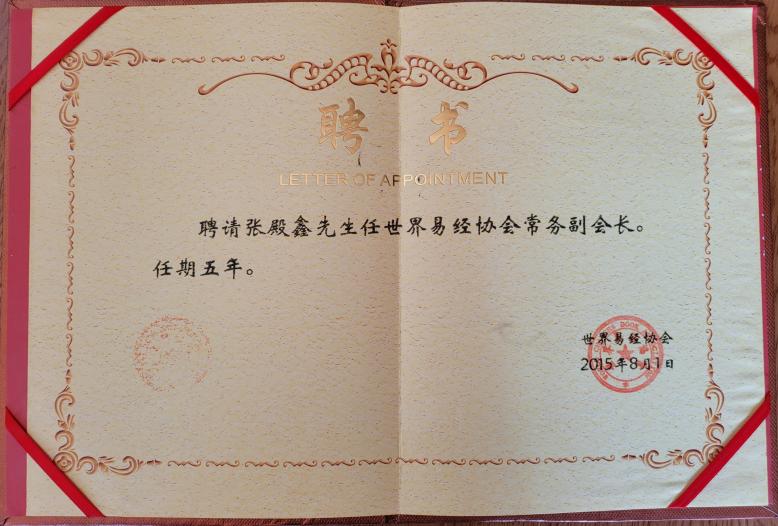 聘 书
LETTER OF APPOINTMENT
聘请张殿鑫先生任世界易经协会常务副会长。
任期五年。
世界易经协会
2015年8月1日